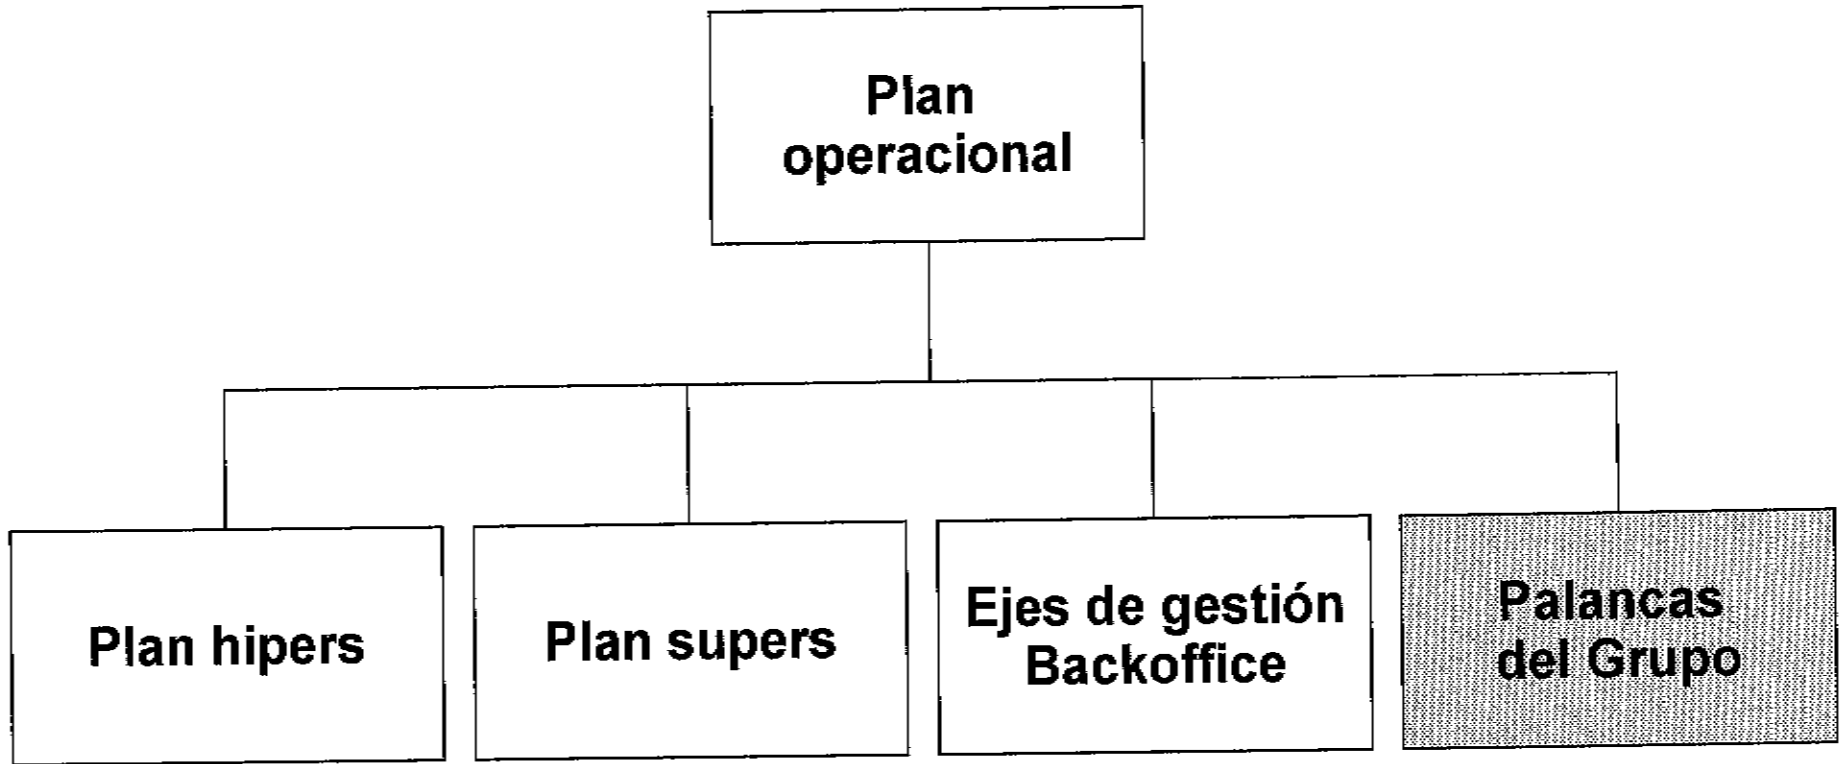 Plan
operacional
Plan hipers
Plan supers
Ejes de gestión
Backoffice
Palancas
del Grupo